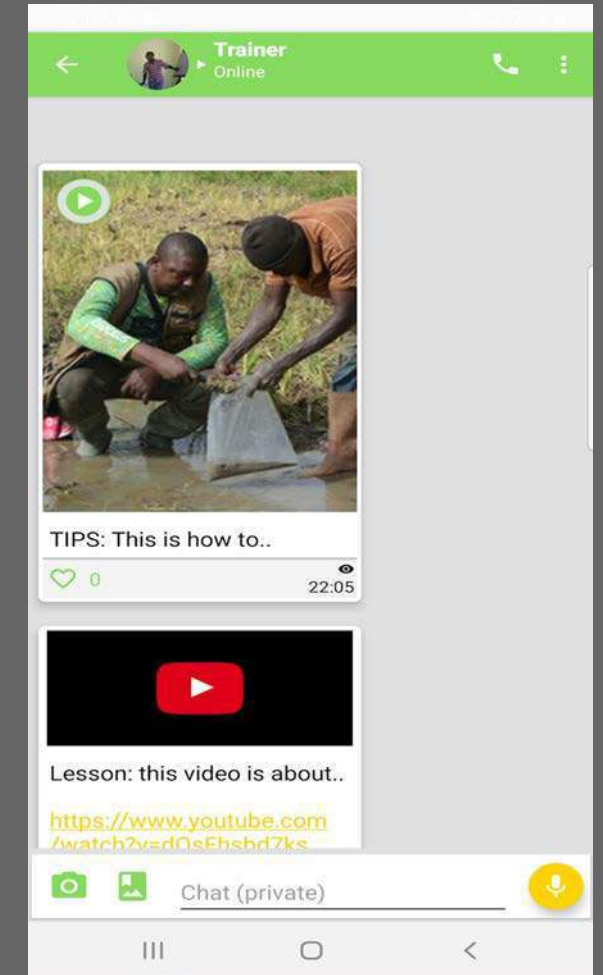 Trainer
Online
TIPS: This is how to..
0
22:05
Lesson: this video is about..
https://www.youtube.com
Chat (private)